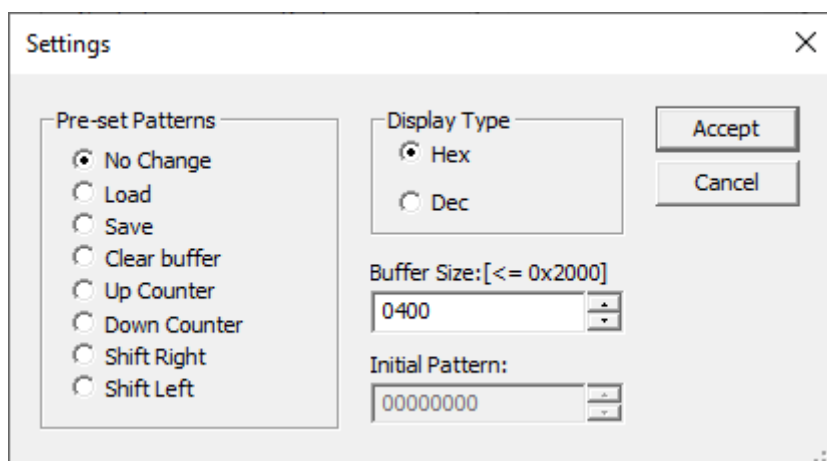 Settings
Pre-set Patterns
No Change
Load
Save
Clear buffer
Up Counter
Down Counter
Shift Right
Shift Left
Display Type
Hex
Dec
Buffer Size:[<= 0x2000]
0400
Initial Pattern:
00000000
Accept
Cancel